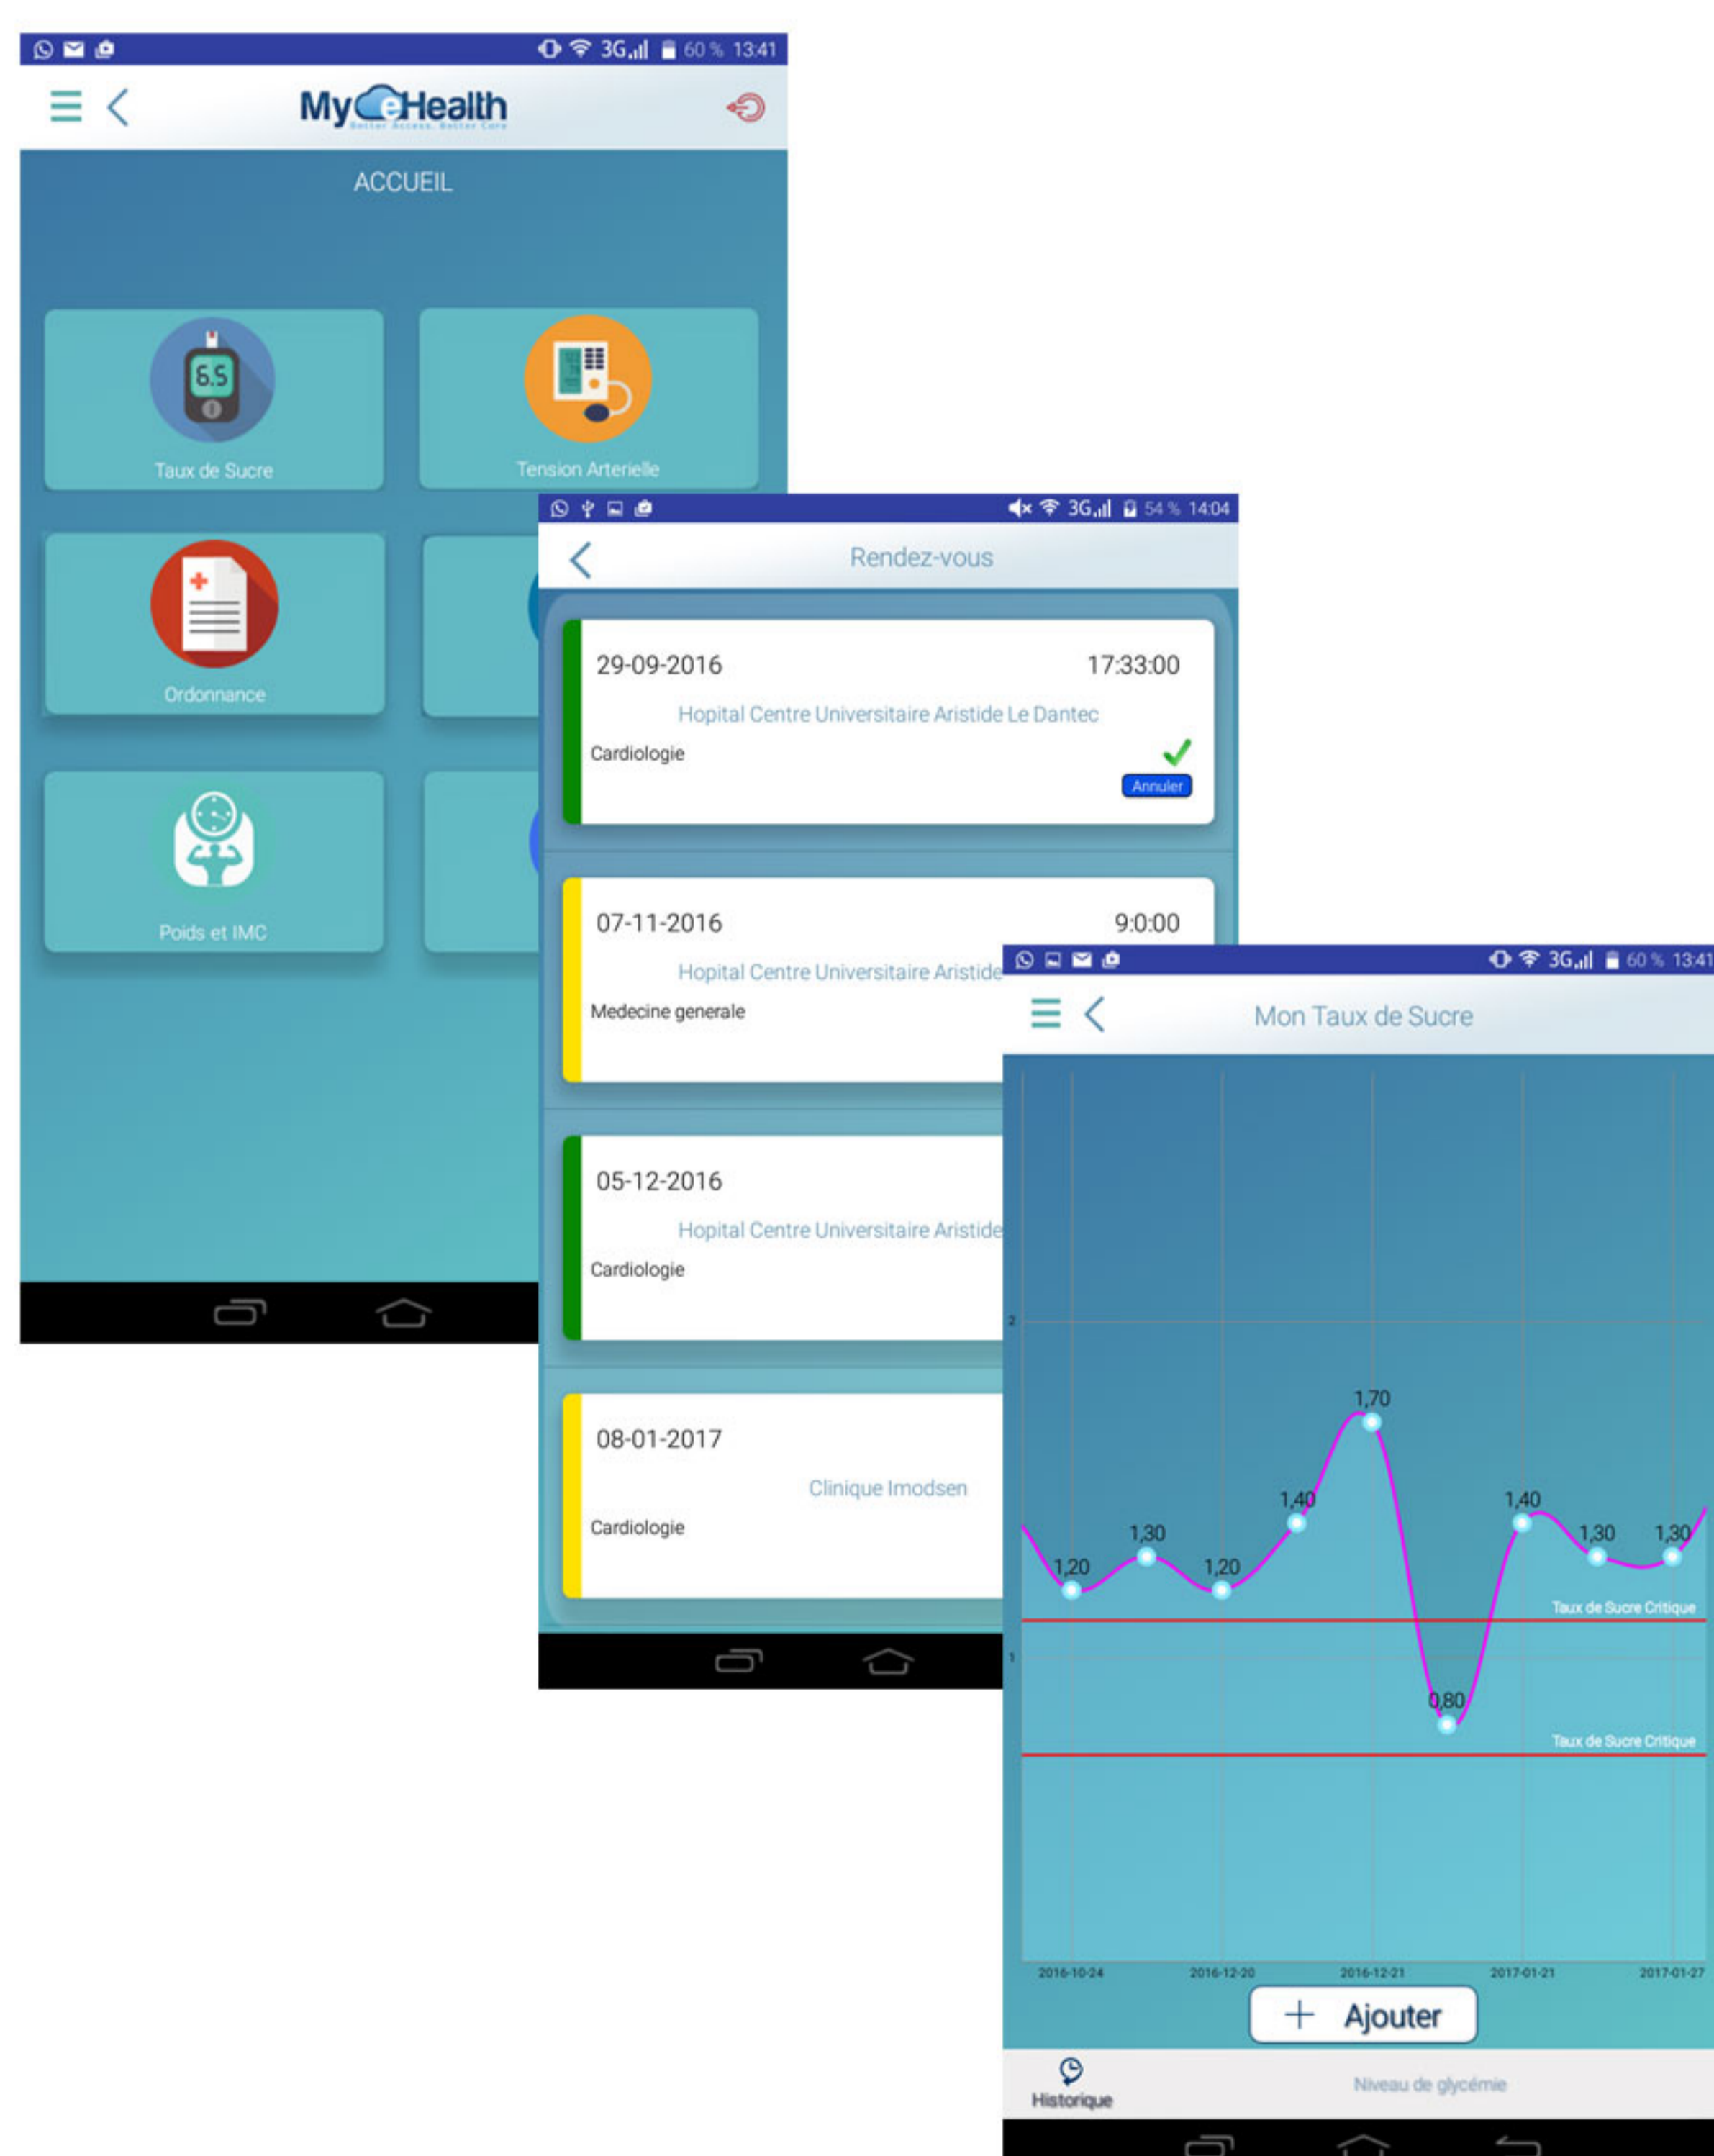 3G 60 % 13:41
My eHealth
Better Access. Better Care
ACCUEIL
6.5
Taux de Sucre
Tension Arterielle
Ordonnance
Poids et IMC
3G 54 % 14:04
Rendez-vous
29-09-2016 17:33:00
Hopital Centre Universitaire Aristide Le Dantec
Cardiologie
Annuler
07-11-2016 9:0:00
Hopital Centre Universitaire Aristide
Medecine generale
05-12-2016
Hopital Centre Universitaire Aristide
Cardiologie
08-01-2017
Clinique Imodsen
Cardiologie
3G 60 % 13:41
Mon Taux de Sucre
2
1,70
1,40 1,40
1,30 1,30 1,30
1,20 1,20
Taux de Sucre Critique
1
0,80
Taux de Sucre Critique
2016-10-24 2016-12-20 2016-12-21 2017-01-21 2017-01-27
+ Ajouter
Historique
Niveau de glycémie